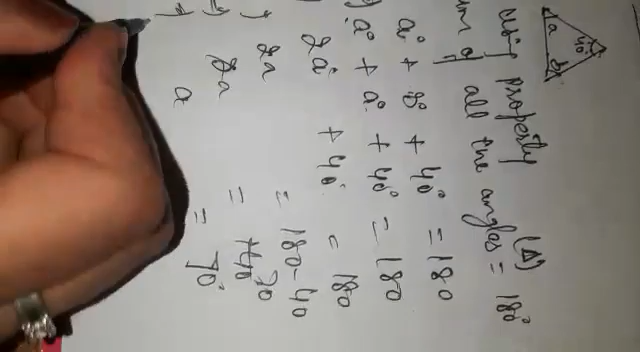 a 40°
using property
sum of all the angles = 180°
(Δ)
a° + a° + 40° = 180
a° + a° + 40° = 180
2a° + 40° = 180
2a = 180 - 40
2a = 140 70
a = 70°